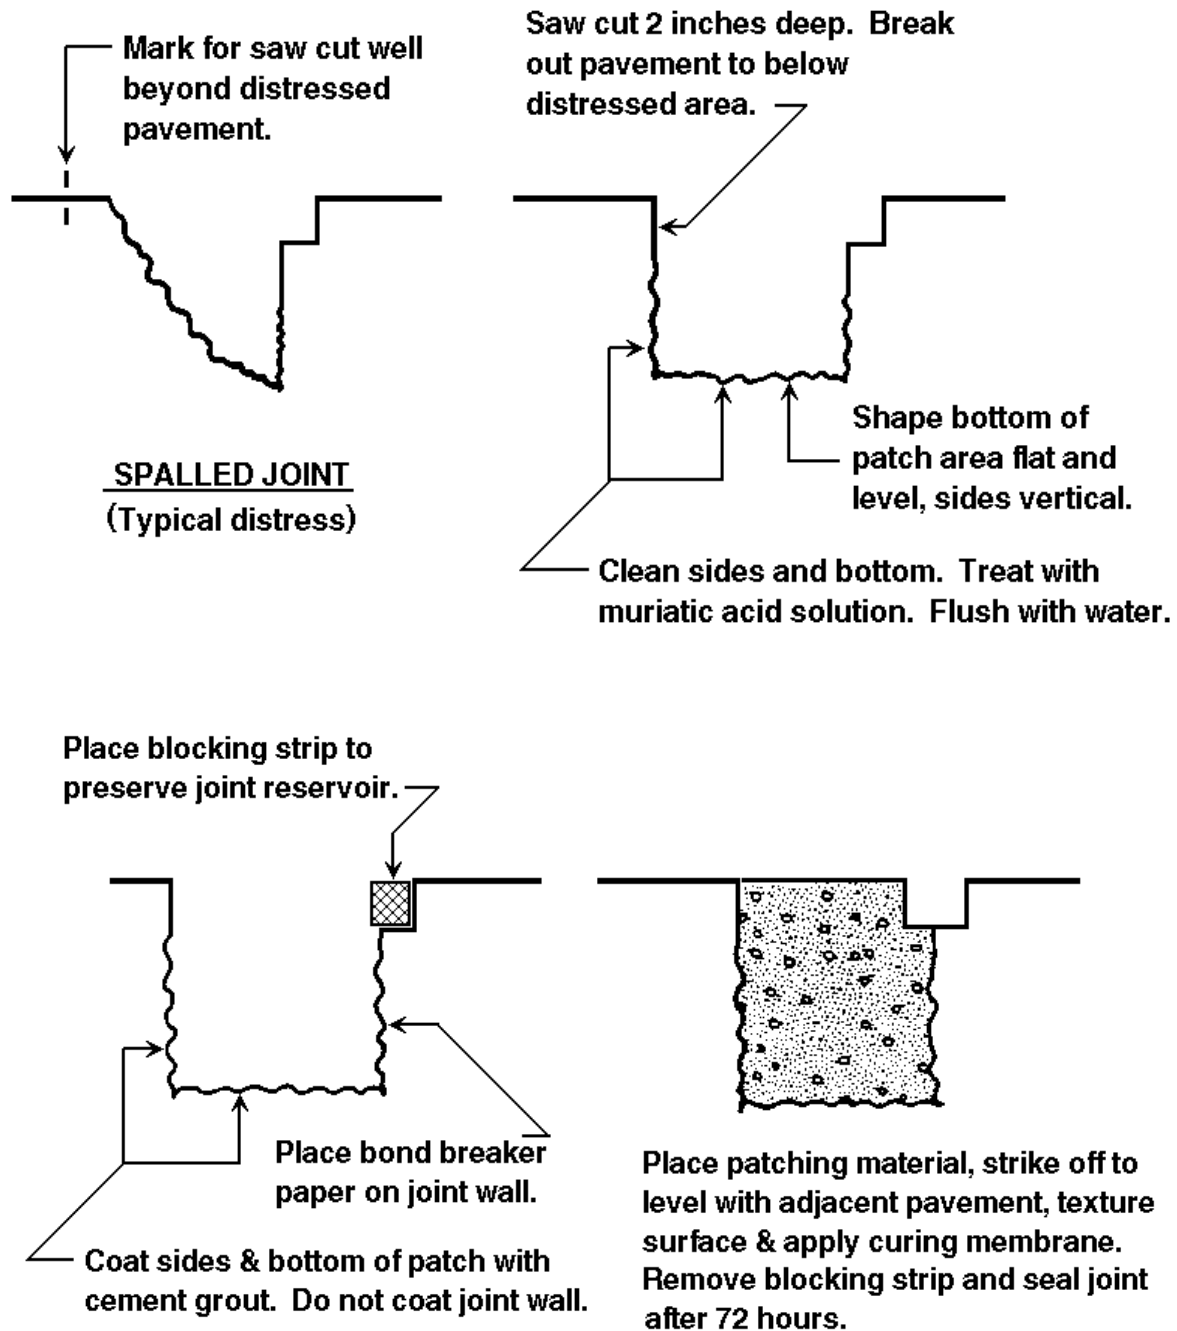 Mark for saw cut well
beyond distressed
pavement.
Saw cut 2 inches deep.  Break
out pavement to below
distressed area.
SPALLED JOINT
(Typical distress)
Shape bottom of
patch area flat and
level, sides vertical.
Clean sides and bottom.  Treat with
muriatic acid solution.  Flush with water.
Place blocking strip to
preserve joint reservoir.
Place bond breaker
paper on joint wall.
Coat sides & bottom of patch with
cement grout.  Do not coat joint wall.
Place patching material, strike off to
level with adjacent pavement, texture
surface & apply curing membrane.
Remove blocking strip and seal joint
after 72 hours.